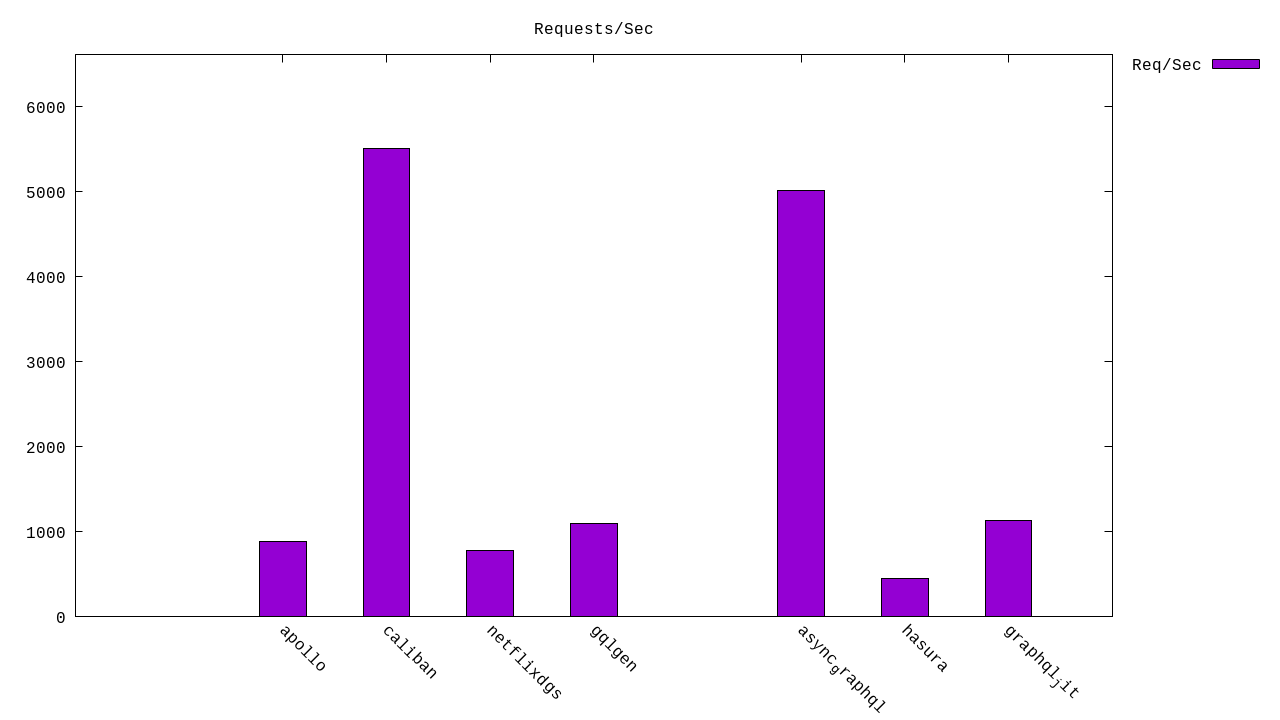 Requests/Sec
Req/Sec
6000
5000
4000
3000
2000
1000
0
apollo
caliban
netflixdgs
gqlgen
async_graphql
hasura
graphql_jit